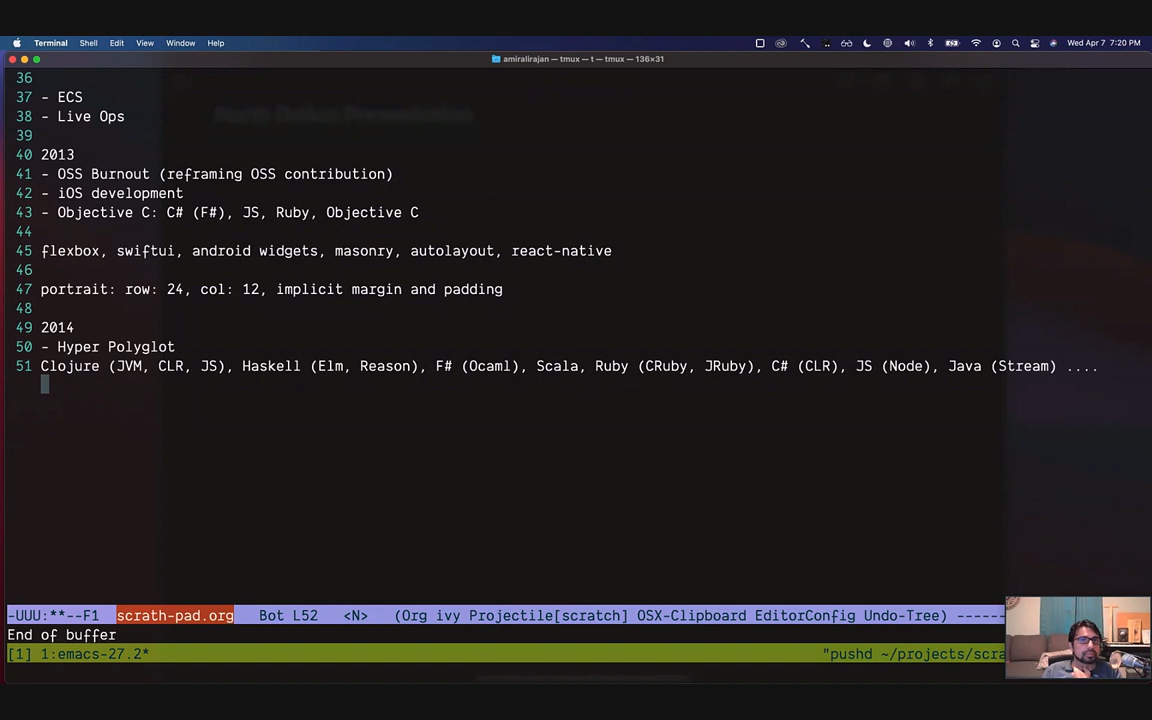 Terminal Shell Edit View Window Help Wed Apr 7 7:20 PM
amiralirajan — tmux — t — tmux — 136×31
36
37 - ECS
38 - Live Ops
39
40 2013
41 - OSS Burnout (reframing OSS contribution)
42 - iOS development
43 - Objective C: C# (F#), JS, Ruby, Objective C
44
45 flexbox, swiftui, android widgets, masonry, autolayout, react-native
46
47 portrait: row: 24, col: 12, implicit margin and padding
48
49 2014
50 - Hyper Polyglot
51 Clojure (JVM, CLR, JS), Haskell (Elm, Reason), F# (Ocaml), Scala, Ruby (CRuby, JRuby), C# (CLR), JS (Node), Java (Stream) ....
-UUU:**--F1 scrath-pad.org Bot L52 <N> (Org ivy Projectile[scratch] OSX-Clipboard EditorConfig Undo-Tree) ------
End of buffer
[1] 1:emacs-27.2* "pushd ~/projects/scra